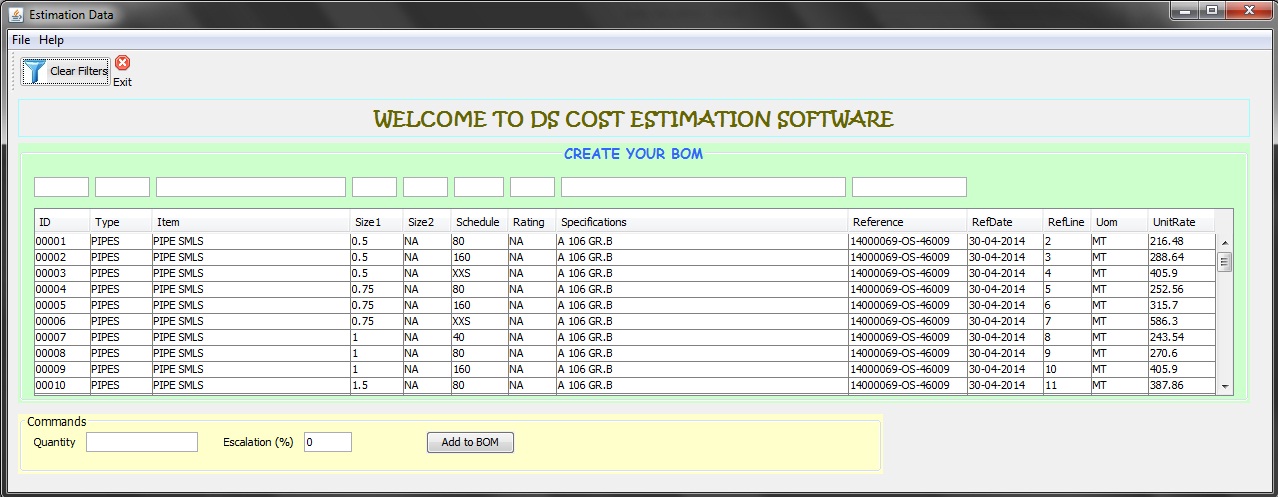 Estimation Data
File Help
Clear Filters
Exit
WELCOME TO DS COST ESTIMATION SOFTWARE
CREATE YOUR BOM
ID Type Item Size1 Size2 Schedule Rating Specifications Reference RefDate RefLine Uom UnitRate
00001 PIPES PIPE SMLS 0.5 NA 80 NA A 106 GR.B 14000069-OS-46009 30-04-2014 2 MT 216.48
00002 PIPES PIPE SMLS 0.5 NA 160 NA A 106 GR.B 14000069-OS-46009 30-04-2014 3 MT 288.64
00003 PIPES PIPE SMLS 0.5 NA XXS NA A 106 GR.B 14000069-OS-46009 30-04-2014 4 MT 405.9
00004 PIPES PIPE SMLS 0.75 NA 80 NA A 106 GR.B 14000069-OS-46009 30-04-2014 5 MT 252.56
00005 PIPES PIPE SMLS 0.75 NA 160 NA A 106 GR.B 14000069-OS-46009 30-04-2014 6 MT 315.7
00006 PIPES PIPE SMLS 0.75 NA XXS NA A 106 GR.B 14000069-OS-46009 30-04-2014 7 MT 586.3
00007 PIPES PIPE SMLS 1 NA 40 NA A 106 GR.B 14000069-OS-46009 30-04-2014 8 MT 243.54
00008 PIPES PIPE SMLS 1 NA 80 NA A 106 GR.B 14000069-OS-46009 30-04-2014 9 MT 270.6
00009 PIPES PIPE SMLS 1 NA 160 NA A 106 GR.B 14000069-OS-46009 30-04-2014 10 MT 405.9
00010 PIPES PIPE SMLS 1.5 NA 80 NA A 106 GR.B 14000069-OS-46009 30-04-2014 11 MT 387.86
Commands
Quantity Escalation (%) 0 Add to BOM